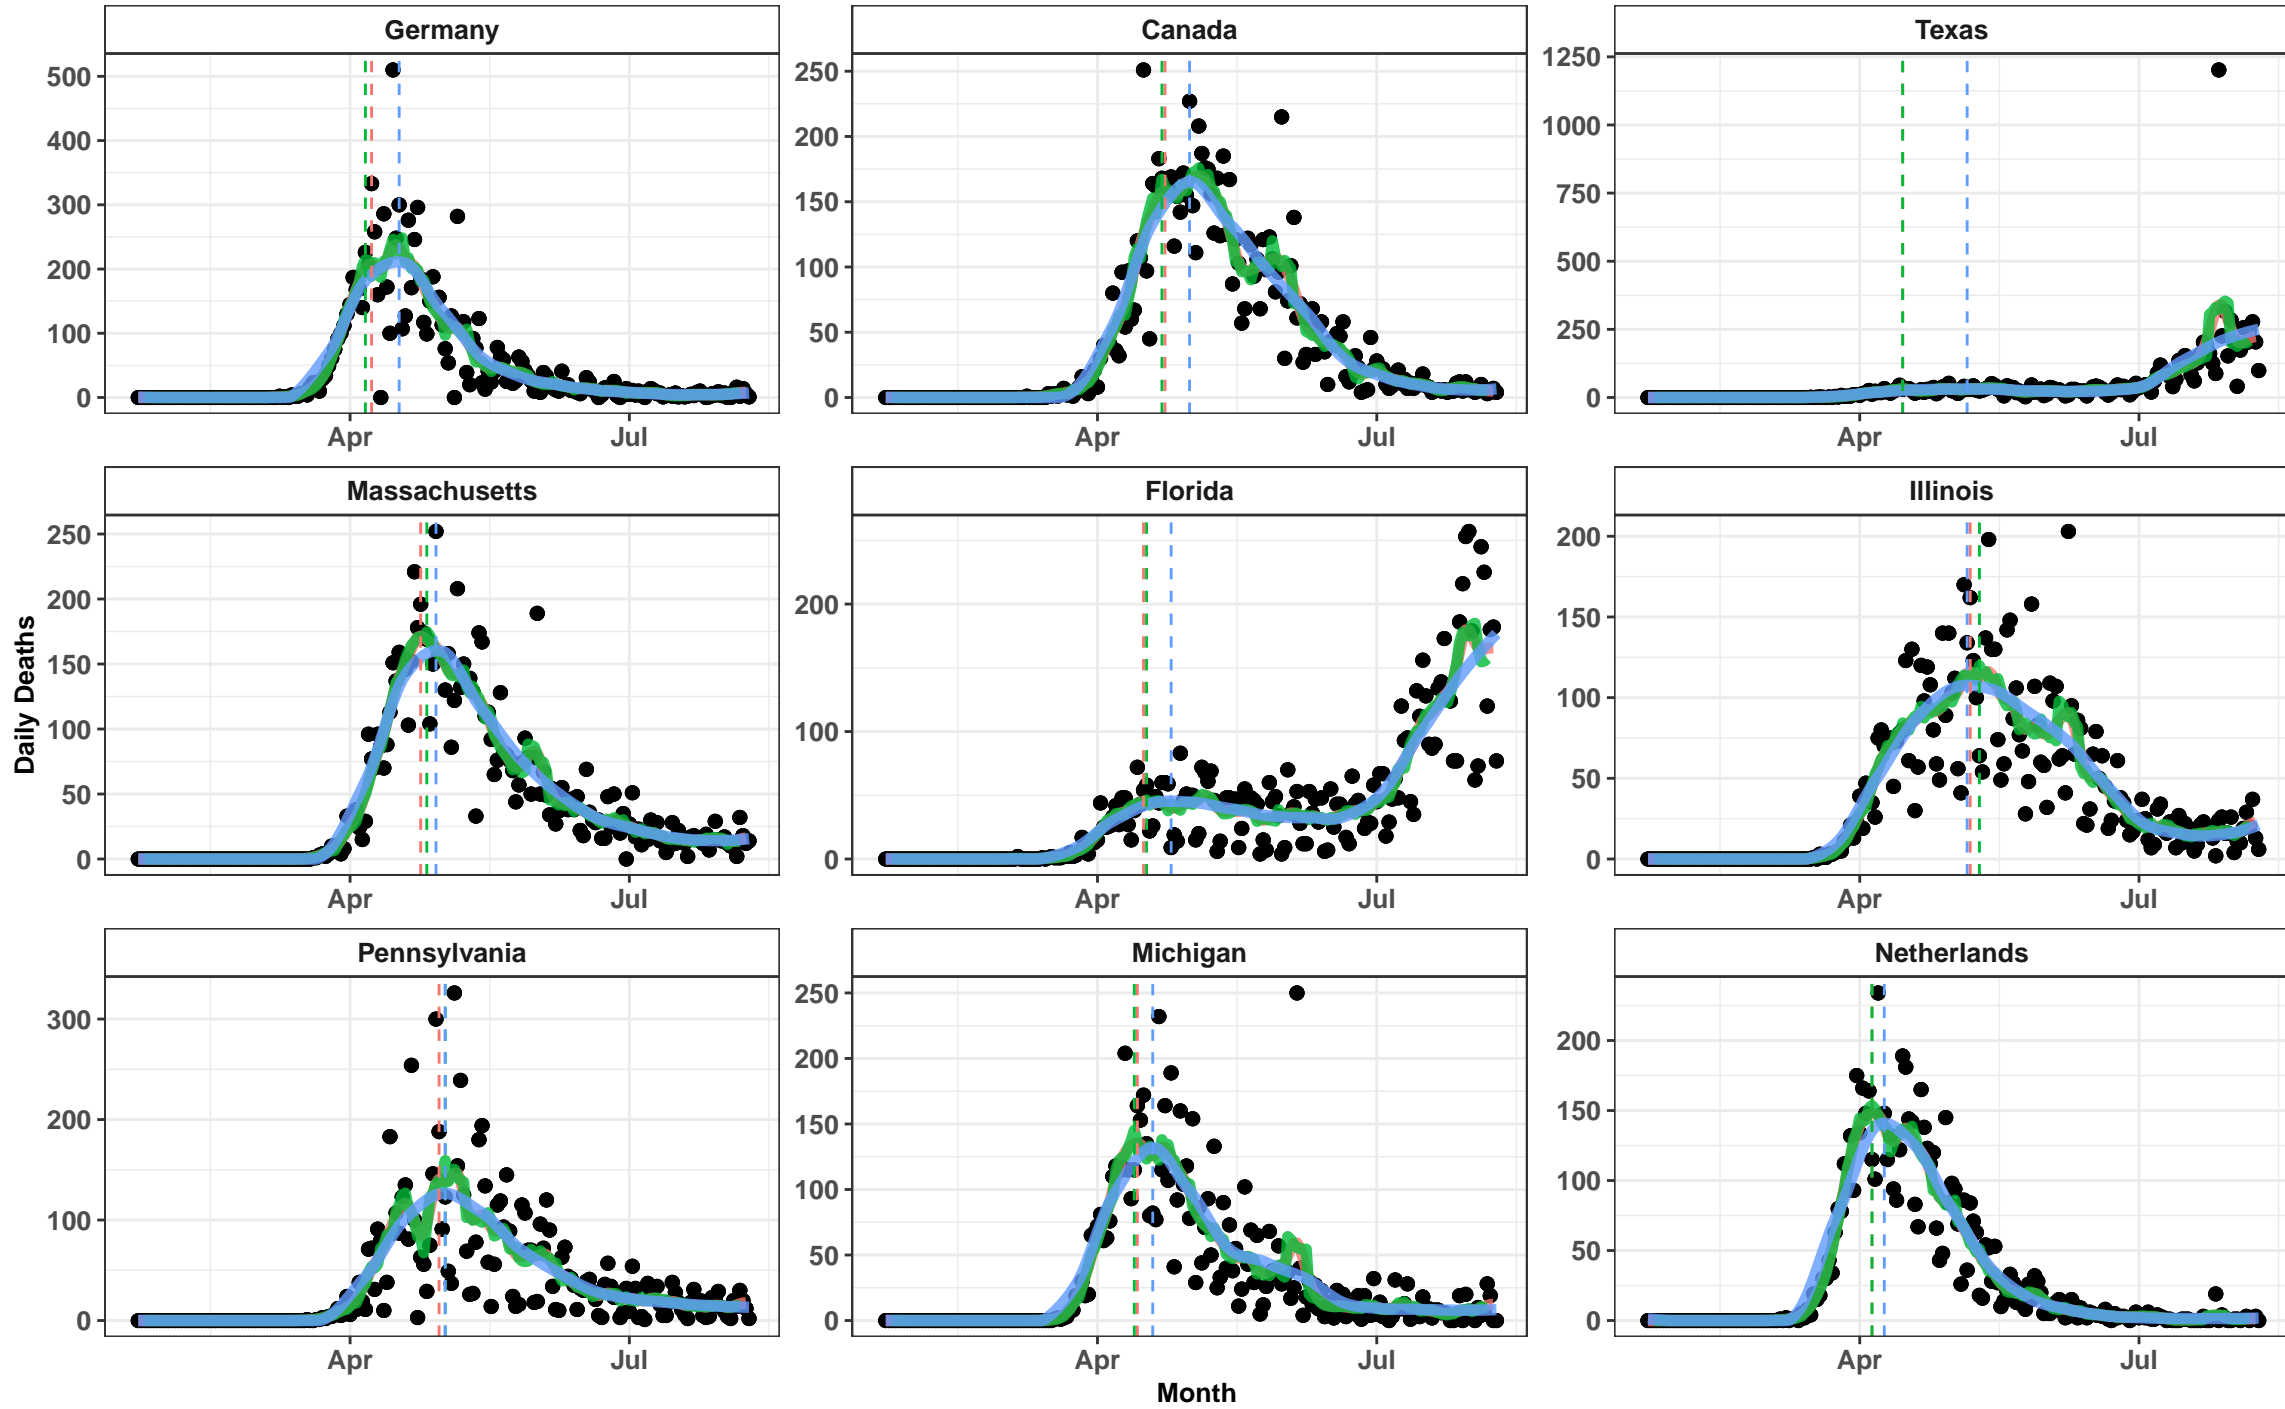 Germany
Canada
Texas
500
400
300
200
100
0
Apr
Jul
250
200
150
100
50
0
Apr
Jul
1250
1000
750
500
250
0
Apr
Jul
Massachusetts
Florida
Illinois
250
200
150
100
50
0
Apr
Jul
200
100
0
Apr
Jul
200
150
100
50
0
Apr
Jul
Daily Deaths
Pennsylvania
Michigan
Netherlands
300
200
100
0
Apr
Jul
250
200
150
100
50
0
Apr
Jul
200
150
100
50
0
Apr
Jul
Month